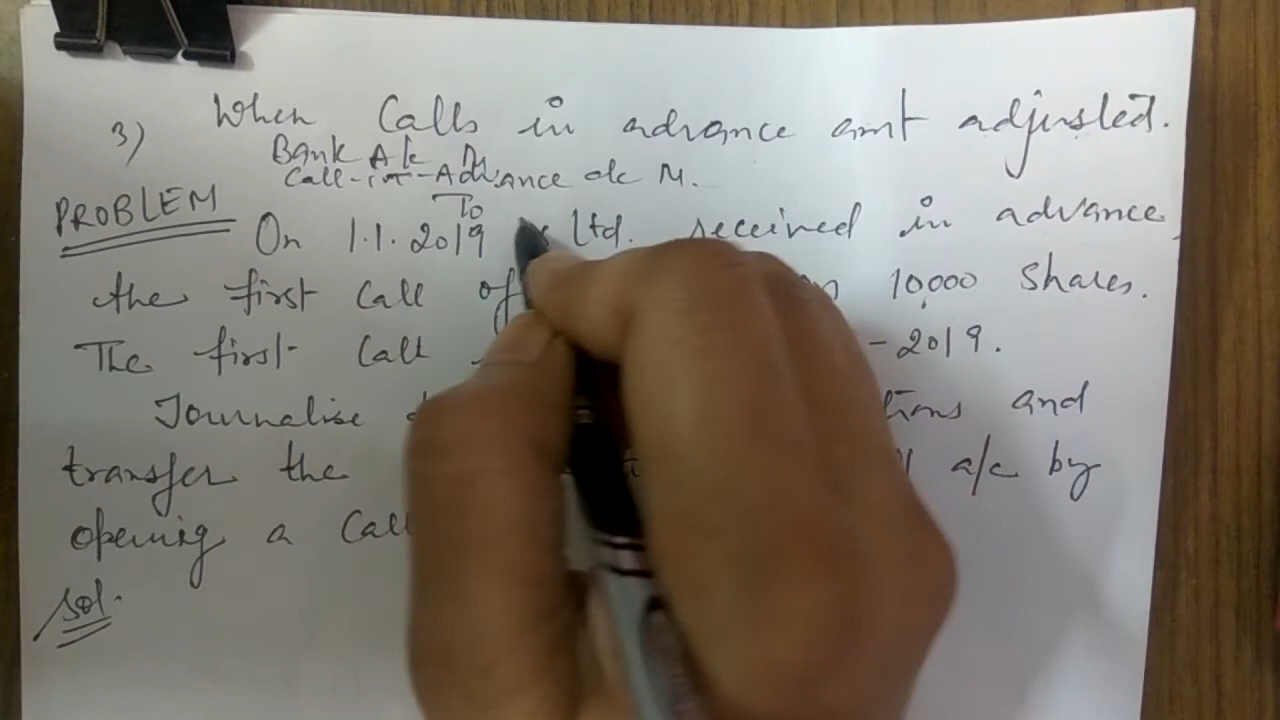 3) When Calls in advance amt adjusted.
Bank A/c Dr
Call-in-Advance a/c Dr.
To
PROBLEM
On 1.1.2019 Ltd. received in advance
the first call of 10,000 shares.
The first call -2019.
Journalise and
transfer the a/c by
opening a Call
Sol.